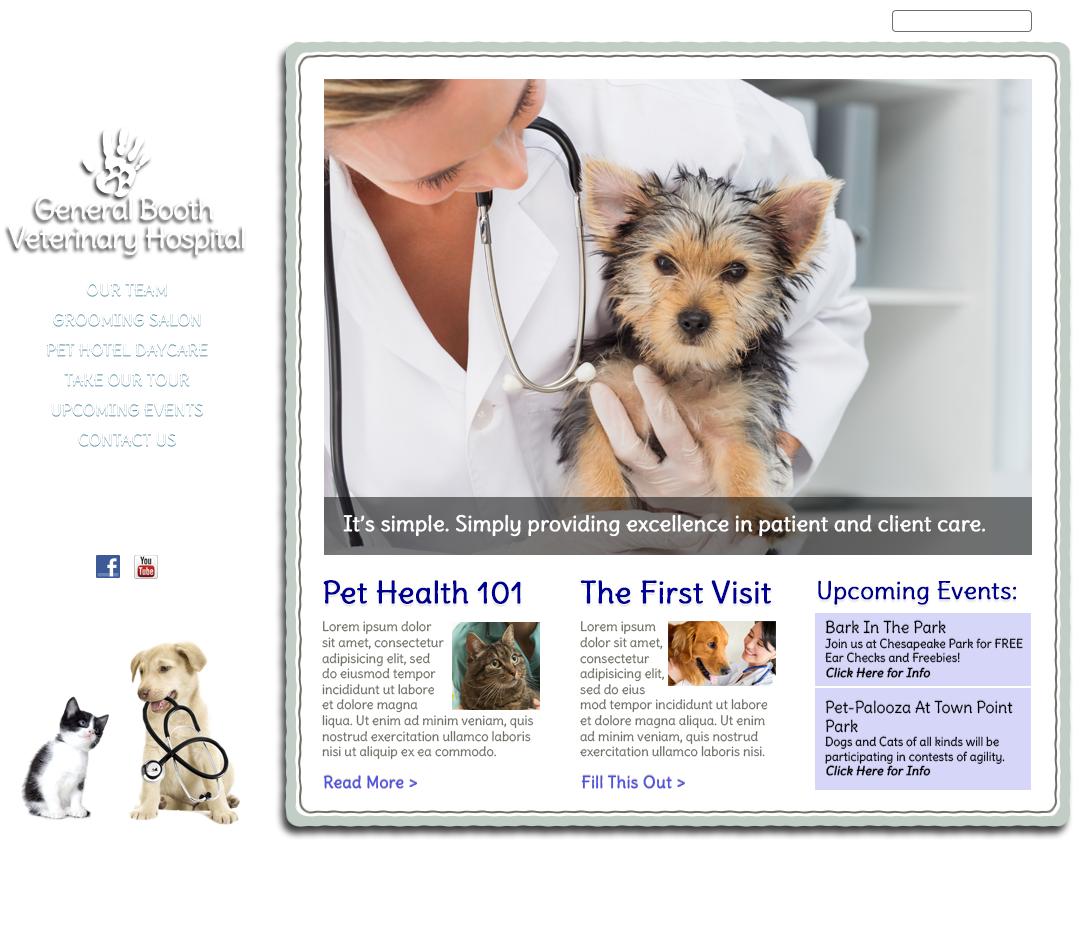 General Booth
Veterinary Hospital
OUR TEAM
GROOMING SALON
PET HOTEL DAYCARE
TAKE OUR TOUR
UPCOMING EVENTS
CONTACT US
f
You
Tube
It's simple. Simply providing excellence in patient and client care.
Pet Health 101
Lorem ipsum dolor
sit amet, consectetur
adipisicing elit, sed
do eiusmod tempor
incididunt ut labore
et dolore magna
liqua. Ut enim ad minim veniam, quis
nostrud exercitation ullamco laboris
nisi ut aliquip ex ea commodo.
Read More >
The First Visit
Lorem ipsum
dolor sit amet,
consectetur
adipisicing elit,
sed do eius
mod tempor incididunt ut labore
et dolore magna aliqua. Ut enim
ad minim veniam, quis nostrud
exercitation ullamco laboris nisi.
Fill This Out >
Upcoming Events:
Bark In The Park
Join us at Chesapeake Park for FREE
Ear Checks and Freebies!
Click Here for Info
Pet-Palooza At Town Point
Park
Dogs and Cats of all kinds will be
participating in contests of agility.
Click Here for Info